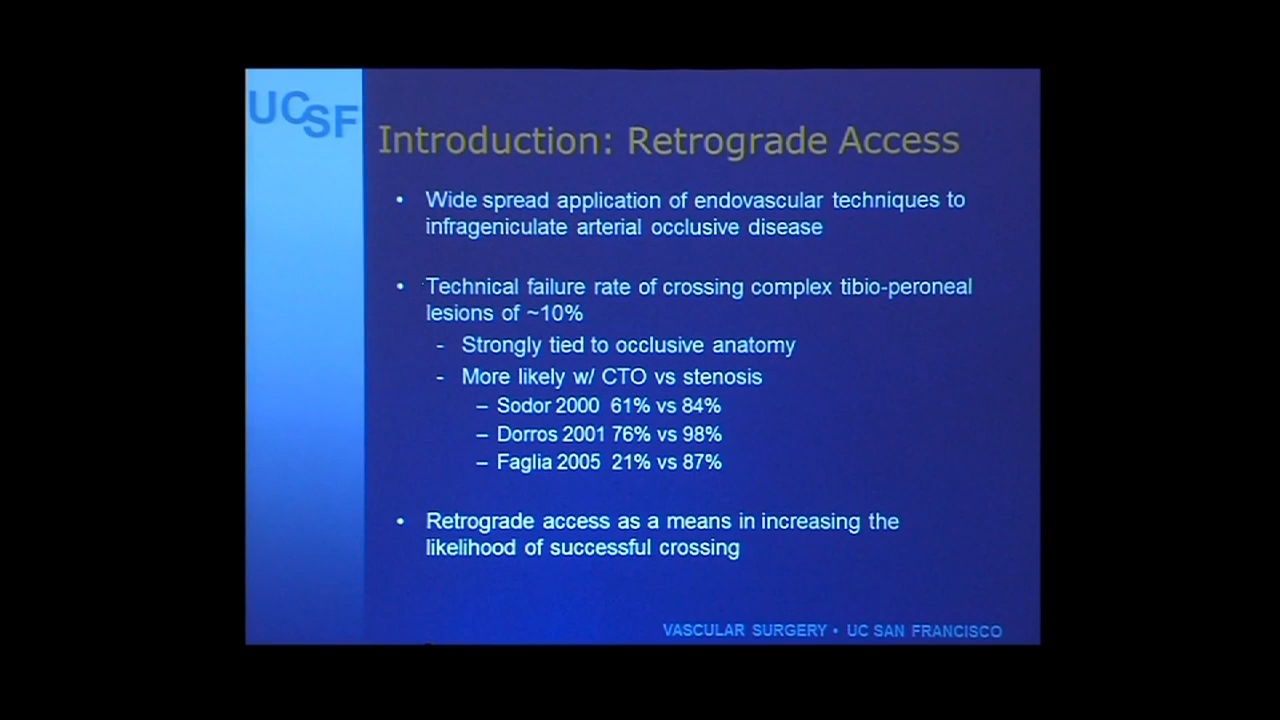 UCSF
Introduction: Retrograde Access
• Wide spread application of endovascular techniques to
infrageniculate arterial occlusive disease
• Technical failure rate of crossing complex tibio-peroneal
lesions of ~10%
- Strongly tied to occlusive anatomy
- More likely w/ CTO vs stenosis
– Sodor 2000 61% vs 84%
– Dorros 2001 76% vs 98%
– Faglia 2005 21% vs 87%
• Retrograde access as a means in increasing the
likelihood of successful crossing
VASCULAR SURGERY • UC SAN FRANCISCO